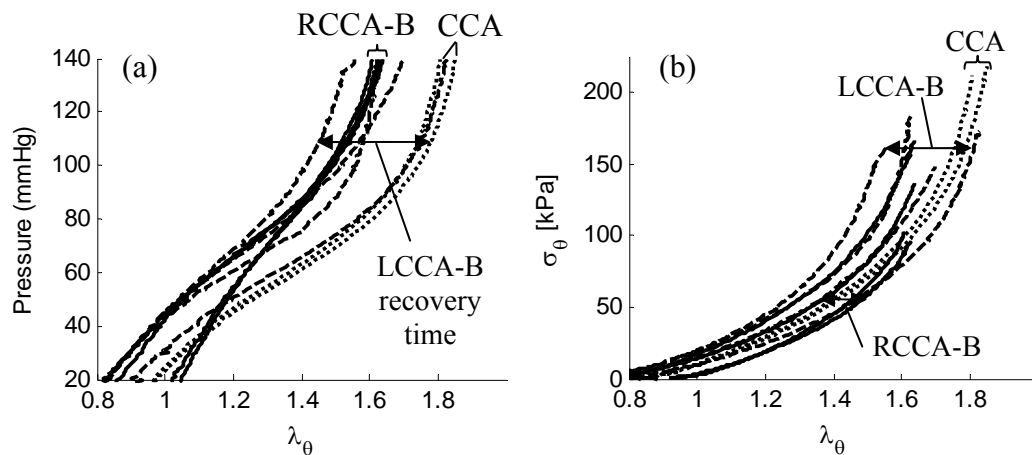 RCCA-B
CCA
(a)
140
120
100
80
60
40
20
Pressure (mmHg)
LCCA-B
recovery
time
0.8 1 1.2 1.4 1.6 1.8
λθ
CCA
(b)
LCCA-B
200
150
100
50
0
σθ [kPa]
RCCA-B
0.8 1 1.2 1.4 1.6 1.8
λθ